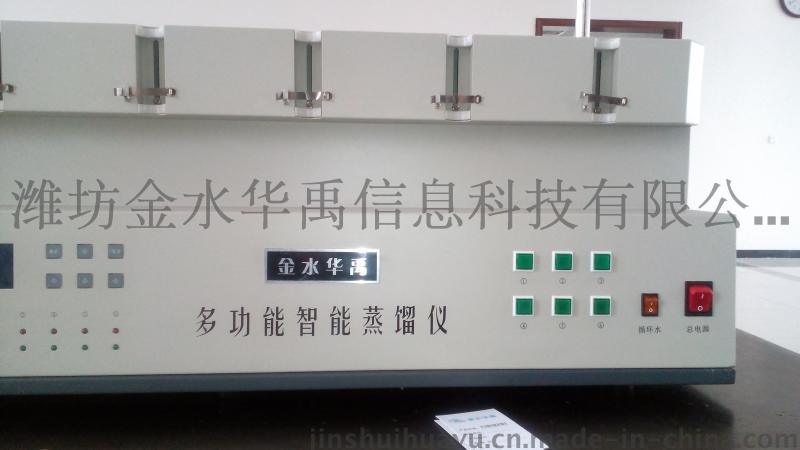 潍坊金水华禹信息科技有限公...
金水华禹
多功能智能蒸馏仪
① ② ③
④ ⑤ ⑥
循环水
总电源
jinshuihuayu.cn.made-in-china.com